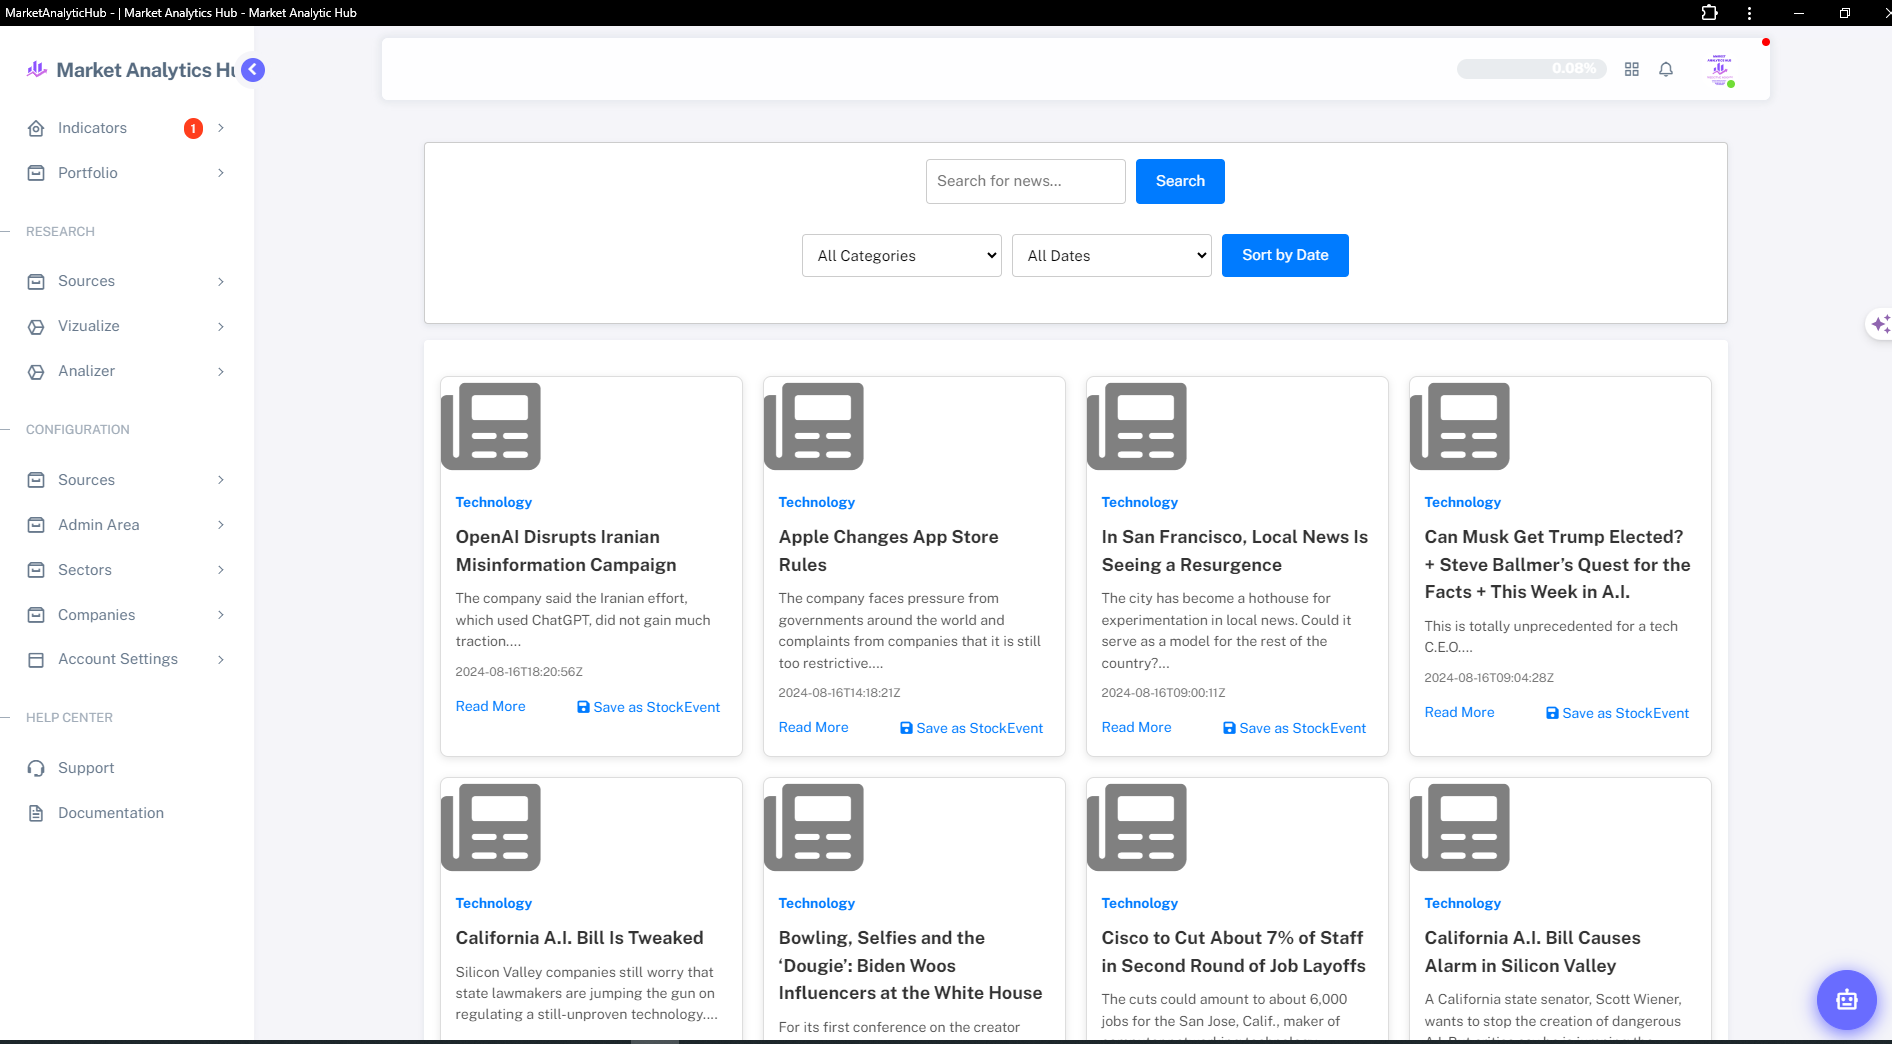 MarketAnalyticHub - | Market Analytics Hub - Market Analytic Hub
Market Analytics Hu
0.08%
Indicators
1
Portfolio
RESEARCH
Sources
Vizualize
Analizer
CONFIGURATION
Sources
Admin Area
Sectors
Companies
Account Settings
HELP CENTER
Support
Documentation
Search for news...
Search
All Categories
All Dates
Sort by Date
Technology
OpenAI Disrupts Iranian
Misinformation Campaign
The company said the Iranian effort,
which used ChatGPT, did not gain much
traction....
2024-08-16T18:20:56Z
Read More
Save as StockEvent
Technology
Apple Changes App Store
Rules
The company faces pressure from
governments around the world and
complaints from companies that it is still
too restrictive....
2024-08-16T14:18:21Z
Read More
Save as StockEvent
Technology
In San Francisco, Local News Is
Seeing a Resurgence
The city has become a hothouse for
experimentation in local news. Could it
serve as a model for the rest of the
country?...
2024-08-16T09:00:11Z
Read More
Save as StockEvent
Technology
Can Musk Get Trump Elected?
+ Steve Ballmer’s Quest for the
Facts + This Week in A.I.
This is totally unprecedented for a tech
C.E.O....
2024-08-16T09:04:28Z
Read More
Save as StockEvent
Technology
California A.I. Bill Is Tweaked
Silicon Valley companies still worry that
state lawmakers are jumping the gun on
regulating a still-unproven technology....
Technology
Bowling, Selfies and the
‘Dougie’: Biden Woos
Influencers at the White House
For its first conference on the creator
Technology
Cisco to Cut About 7% of Staff
in Second Round of Job Layoffs
The cuts could amount to about 6,000
jobs for the San Jose, Calif., maker of
Technology
California A.I. Bill Causes
Alarm in Silicon Valley
A California state senator, Scott Wiener,
wants to stop the creation of dangerous